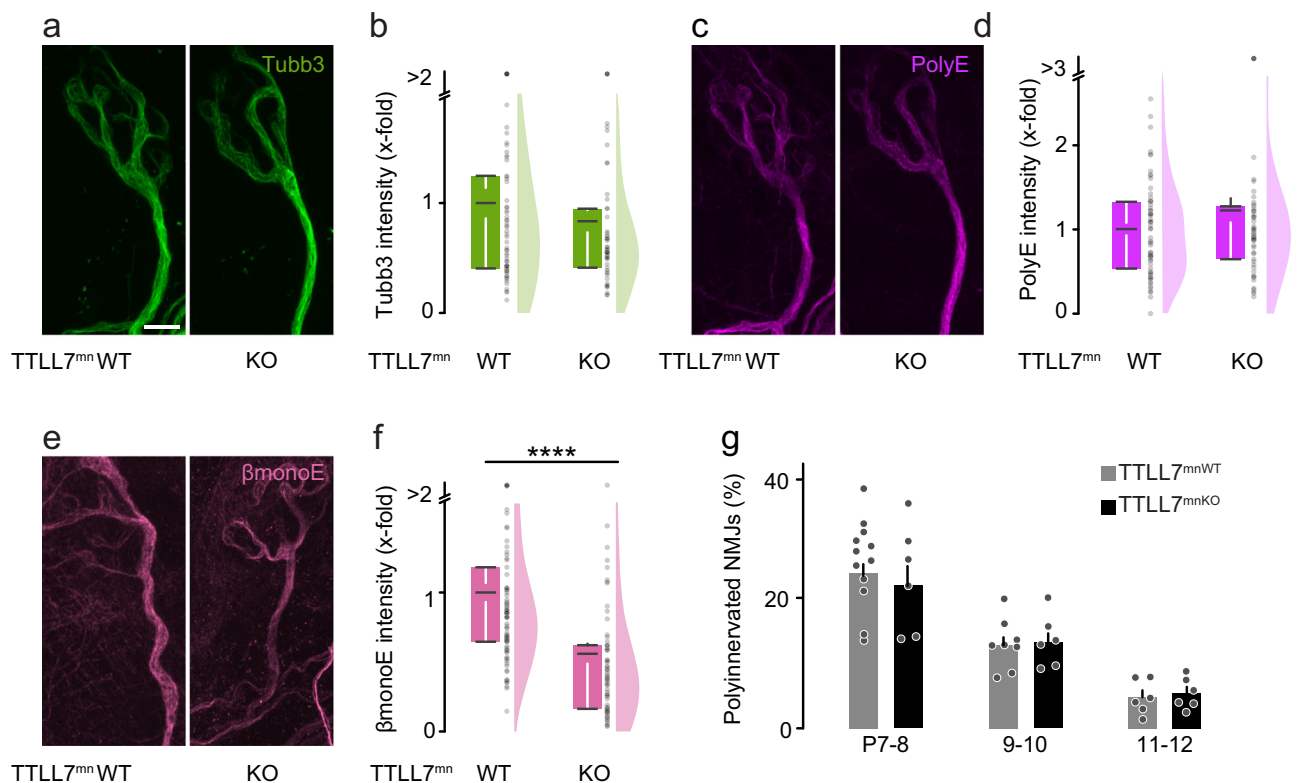 a
Tubb3
TTLL7ᵐⁿ WT
KO
b
Tubb3 intensity (x-fold)
>2
1
0
TTLL7ᵐⁿ WT KO
c
PolyE
TTLL7ᵐⁿ WT
KO
d
PolyE intensity (x-fold)
>3
2
1
0
TTLL7ᵐⁿ WT KO
e
βmonoE
TTLL7ᵐⁿ WT
KO
f
****
βmonoE intensity (x-fold)
>2
1
0
TTLL7ᵐⁿ WT KO
g
Polyinnervated NMJs (%)
40
20
0
TTLL7ᵐⁿᵂᵀ
TTLL7ᵐⁿᴷᴼ
P7-8 9-10 11-12